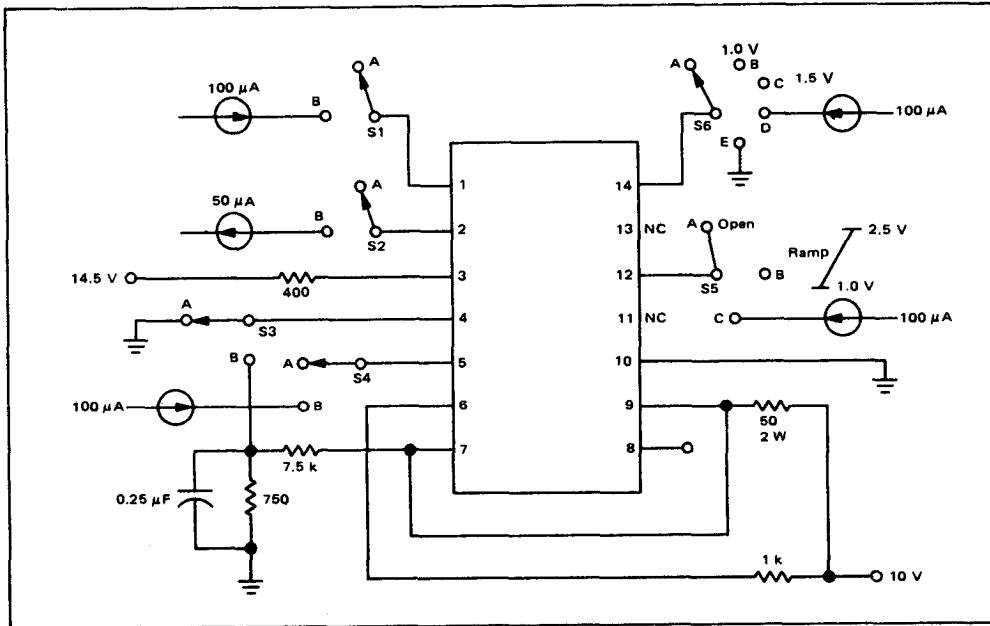 1.0 V
A
B
C
1.5 V
100 µA
B
A
S1
S6
D
100 µA
E
1
14
50 µA
B
A
S2
2
13
NC
A
Open
2.5 V
Ramp
14.5 V
400
3
12
S5
B
1.0 V
A
S3
4
11
NC
C
100 µA
B
A
S4
5
10
100 µA
B
6
9
50
2 W
7.5 k
7
8
0.25 µF
750
1 k
10 V